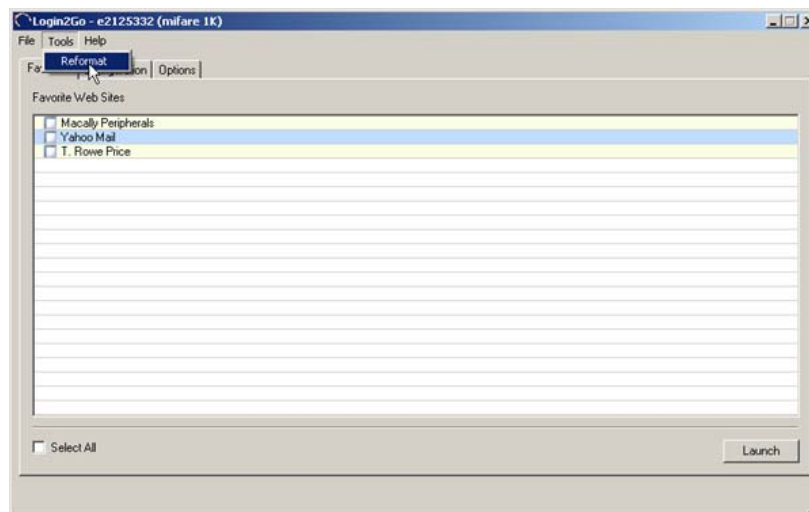 Login2Go - e2125332 (mifare 1K)
File Tools Help
Reformat
Options
Favorite Web Sites
Macally Peripherals
Yahoo Mail
T. Rowe Price
Select All
Launch